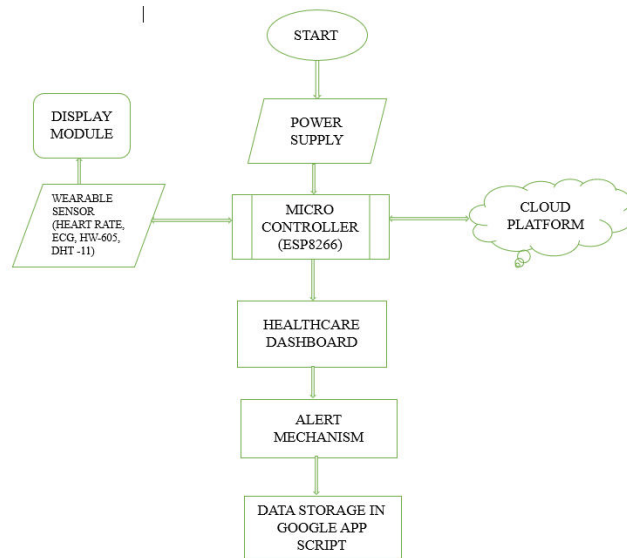 START
DISPLAY
MODULE
POWER
SUPPLY
WEARABLE
SENSOR
(HEART RATE,
ECG, HW-605,
DHT -11)
MICRO
CONTROLLER
(ESP8266)
CLOUD
PLATFORM
HEALTHCARE
DASHBOARD
ALERT
MECHANISM
DATA STORAGE IN
GOOGLE APP
SCRIPT